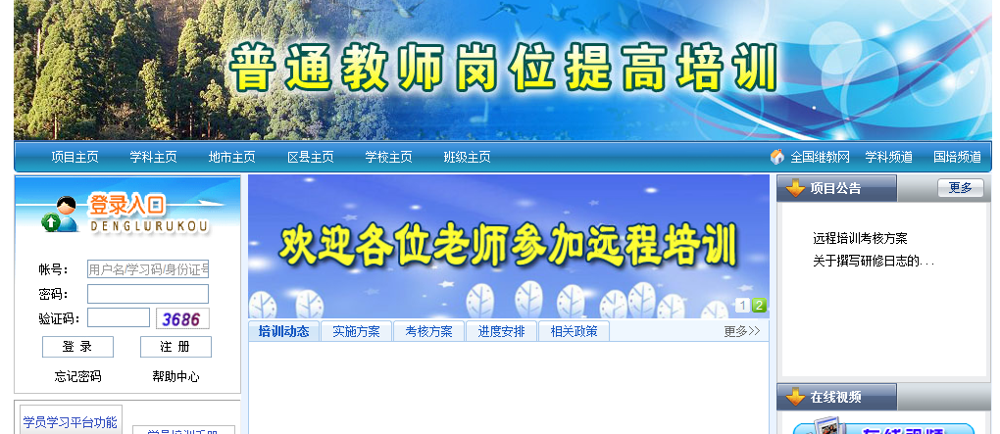 普通教师岗位提高培训
项目主页 学科主页 地市主页 区县主页 学校主页 班级主页 全国继教网 学科频道 国培频道
登录入口
DENGLURUKOU
帐号： 用户名/学习码/身份证号
密码：
验证码： 3686
登 录 注 册
忘记密码 帮助中心
学员学习平台功能
学员培训手册
欢迎各位老师参加远程培训
1 2
培训动态 实施方案 考核方案 进度安排 相关政策 更多>>
项目公告 更多
远程培训考核方案
关于撰写研修日志的...
在线视频
在线视频